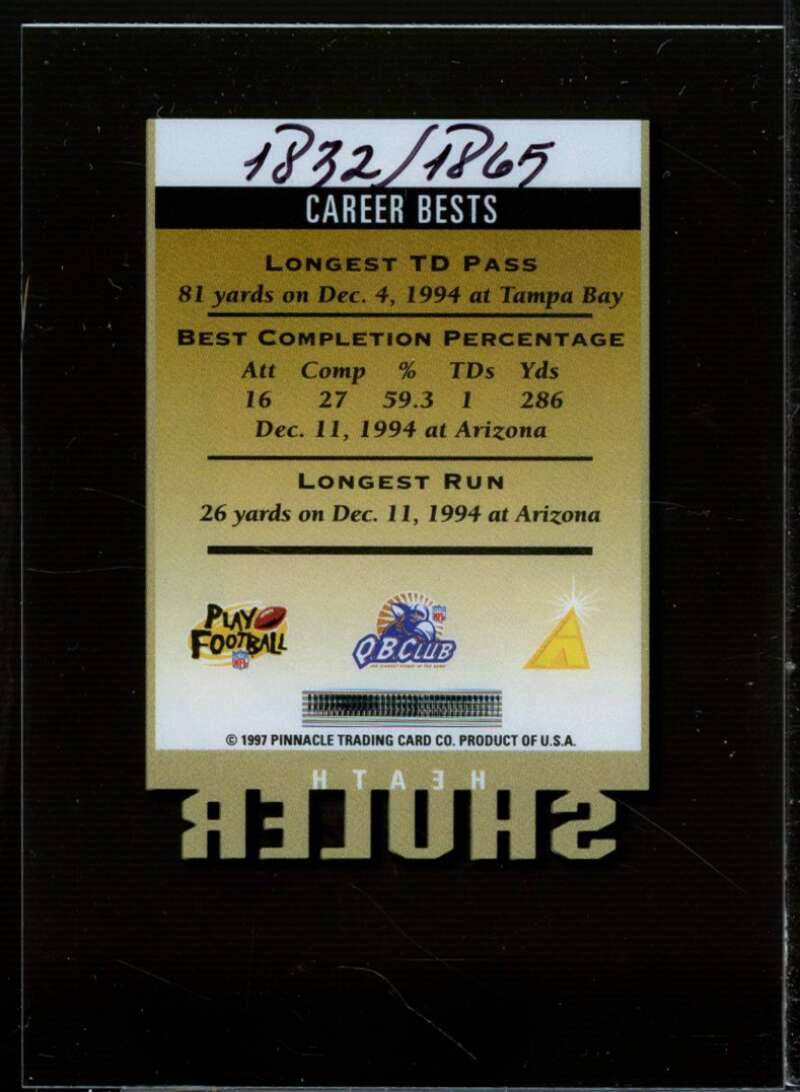 1832/1865
CAREER BESTS
LONGEST TD PASS
81 yards on Dec. 4, 1994 at Tampa Bay
BEST COMPLETION PERCENTAGE
Att Comp % TDs Yds
16 27 59.3 1 286
Dec. 11, 1994 at Arizona
LONGEST RUN
26 yards on Dec. 11, 1994 at Arizona
PLAY FOOTBALL
NFL
Q.B. CLUB
© 1997 PINNACLE TRADING CARD CO. PRODUCT OF U.S.A.
HEATH
SHULER